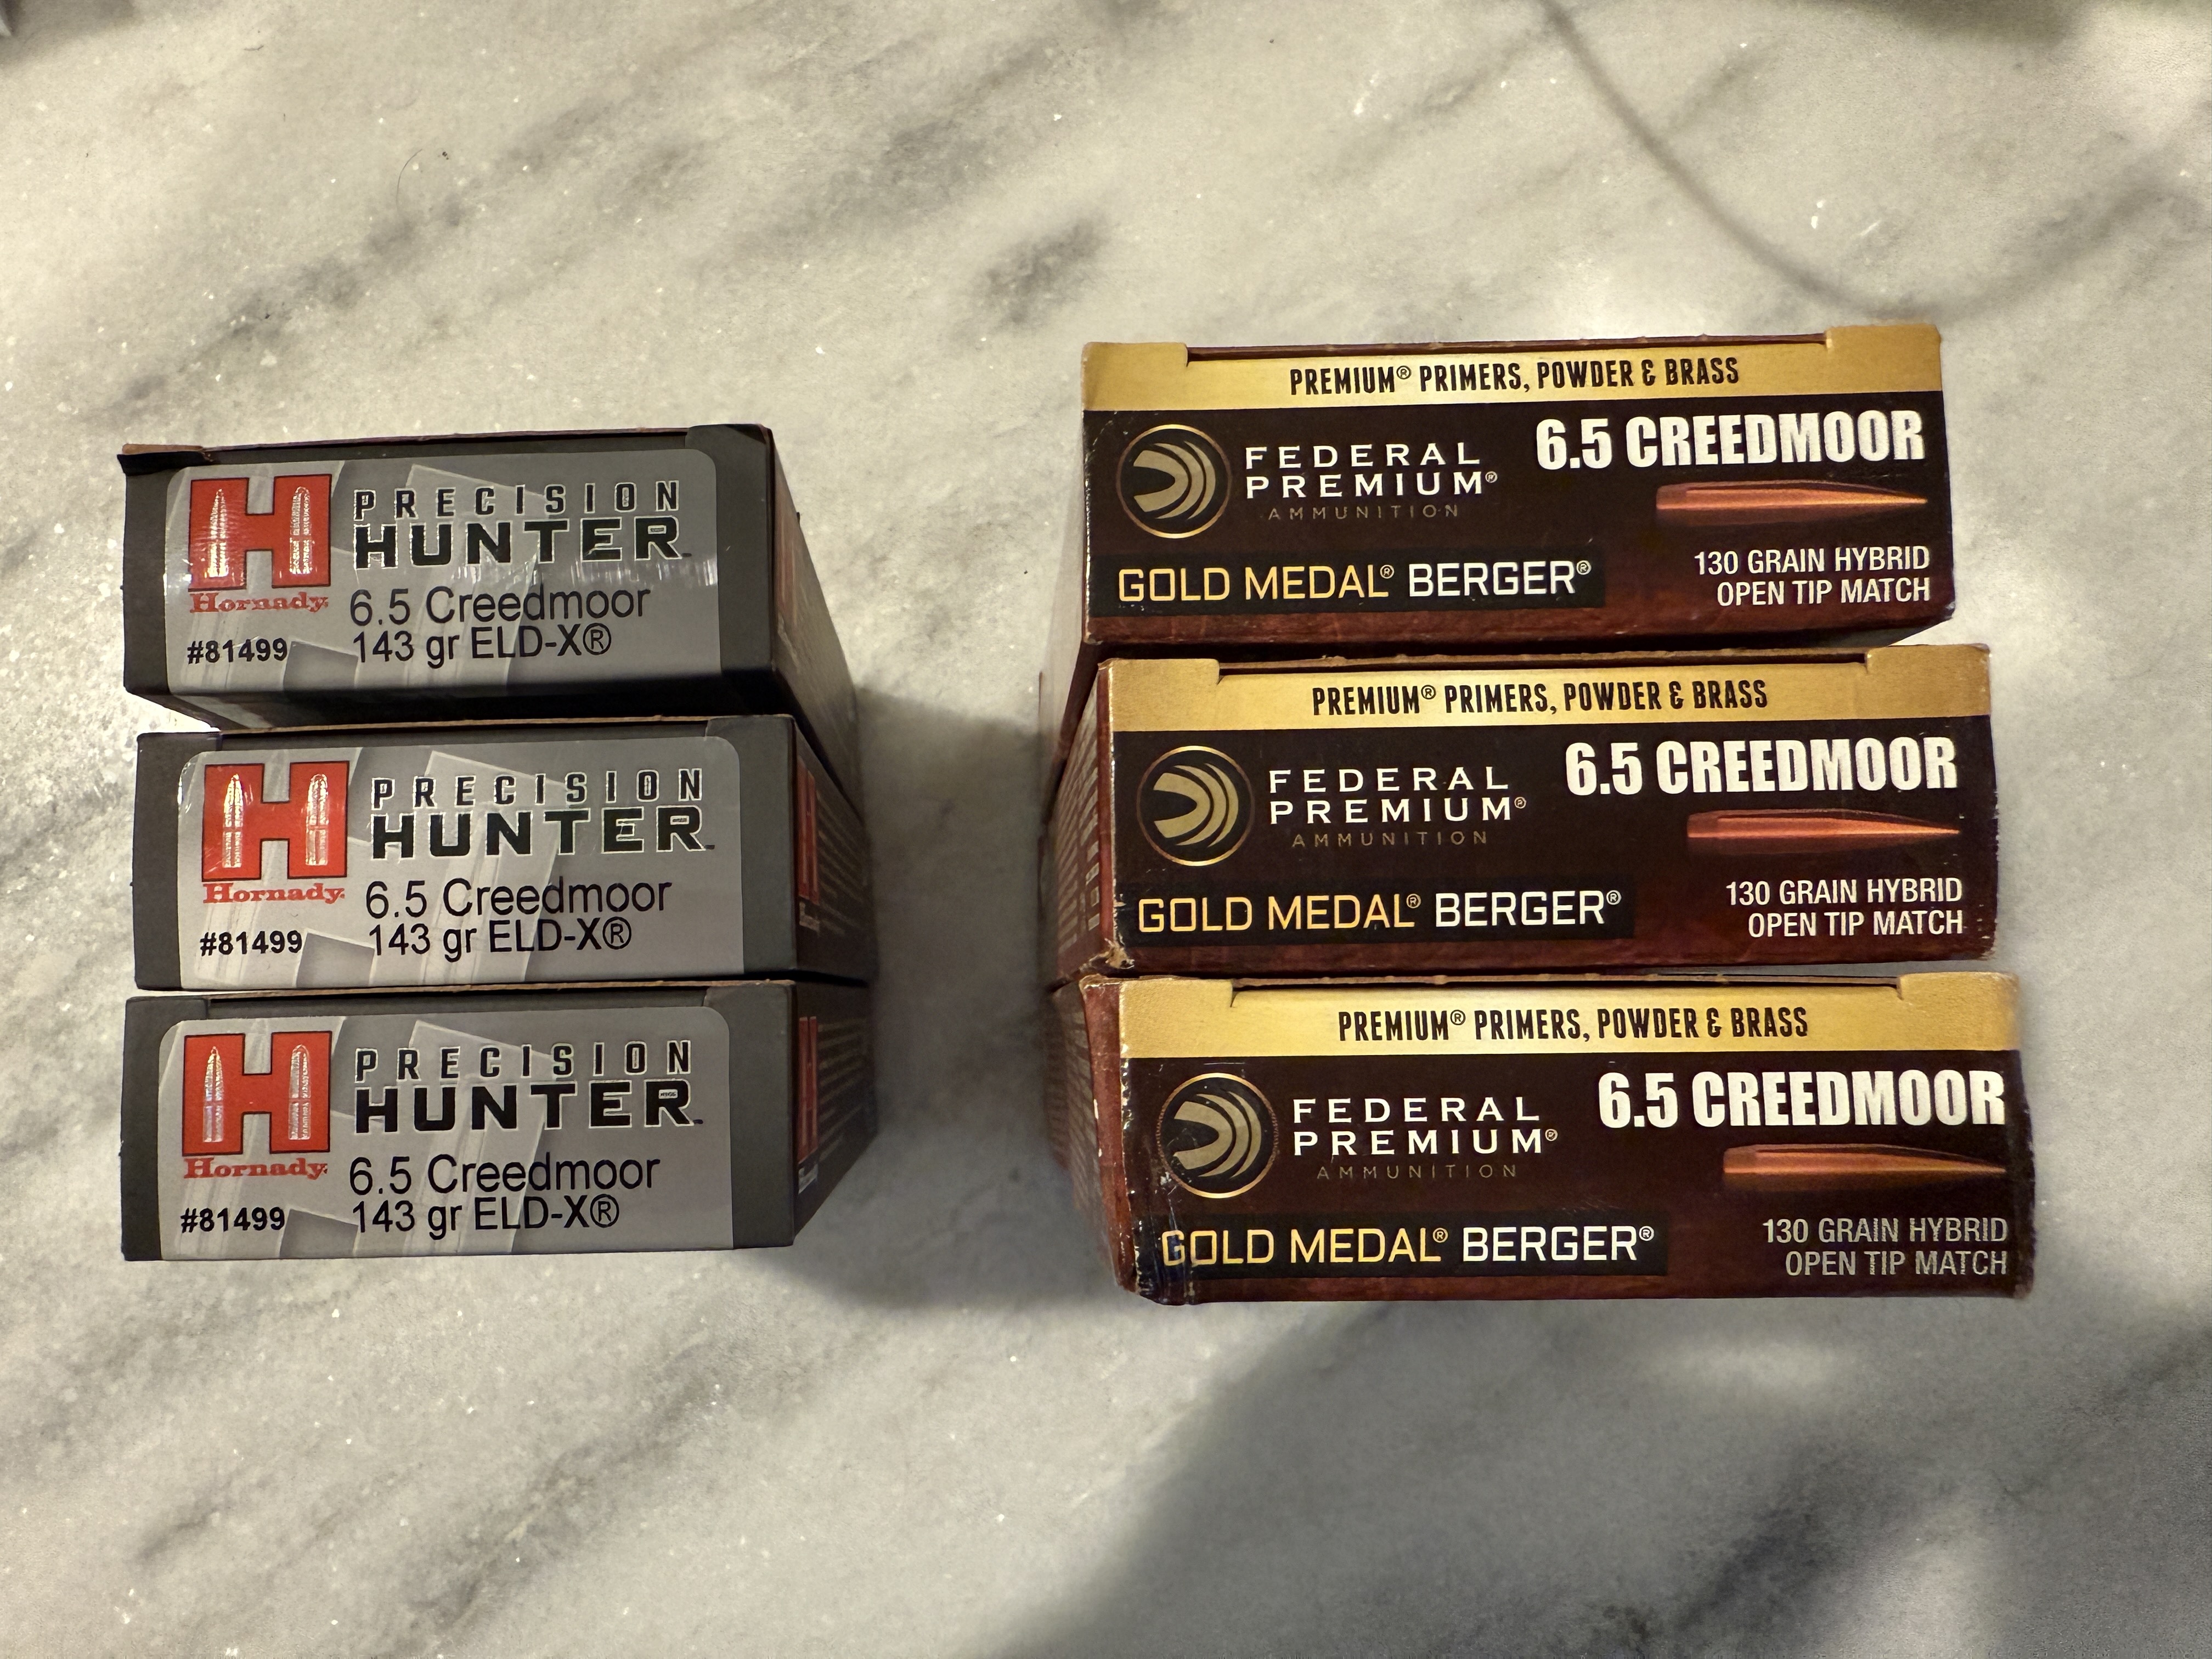 PRECISION
HUNTER™
Hornady®
6.5 Creedmoor
#81499
143 gr ELD-X®
PRECISION
HUNTER™
Hornady®
6.5 Creedmoor
#81499
143 gr ELD-X®
PRECISION
HUNTER™
Hornady®
6.5 Creedmoor
#81499
143 gr ELD-X®
PREMIUM® PRIMERS, POWDER & BRASS
FEDERAL
PREMIUM®
AMMUNITION
6.5 CREEDMOOR
GOLD MEDAL® BERGER®
130 GRAIN HYBRID
OPEN TIP MATCH
PREMIUM® PRIMERS, POWDER & BRASS
FEDERAL
PREMIUM®
AMMUNITION
6.5 CREEDMOOR
GOLD MEDAL® BERGER®
130 GRAIN HYBRID
OPEN TIP MATCH
PREMIUM® PRIMERS, POWDER & BRASS
FEDERAL
PREMIUM®
AMMUNITION
6.5 CREEDMOOR
GOLD MEDAL® BERGER®
130 GRAIN HYBRID
OPEN TIP MATCH